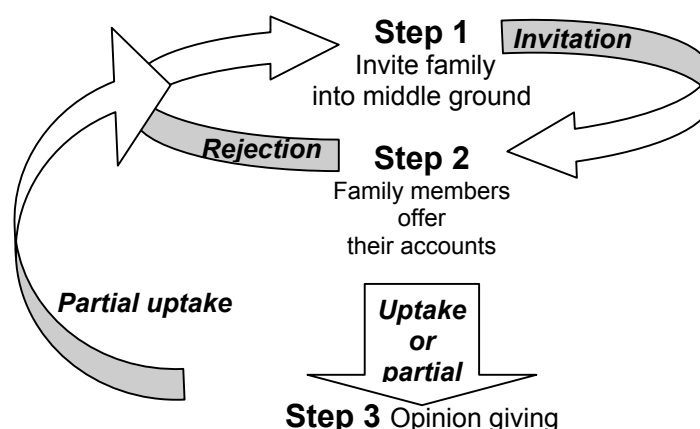 Step 1
Invitation
Invite family
into middle ground
Rejection
Step 2
Family members
offer
their accounts
Partial uptake
Uptake
or
partial
Step 3 Opinion giving